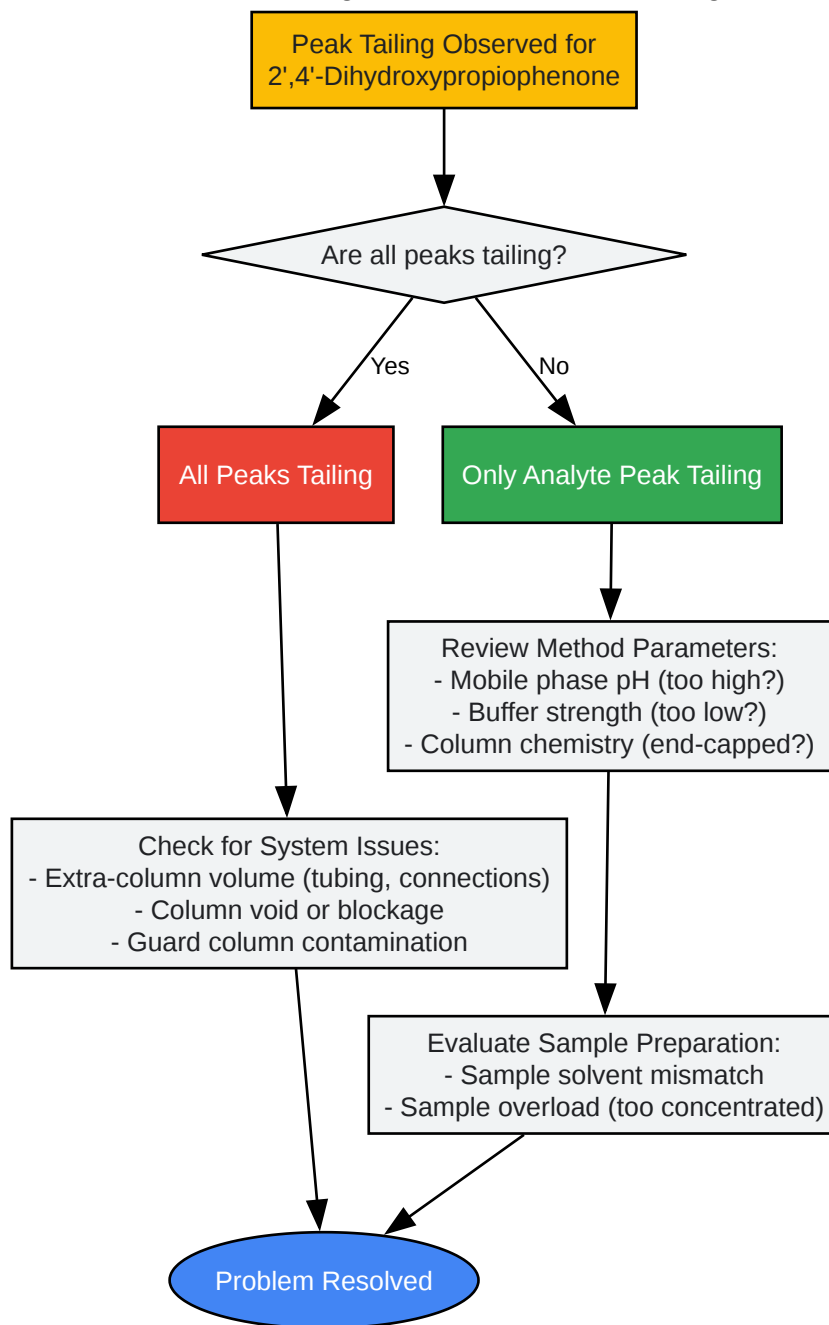 Peak Tailing Observed for
2',4'-Dihydroxypropiophenone
Are all peaks tailing?
Yes
No
All Peaks Tailing
Only Analyte Peak Tailing
Review Method Parameters:
- Mobile phase pH (too high?)
- Buffer strength (too low?)
- Column chemistry (end-capped?)
Check for System Issues:
- Extra-column volume (tubing, connections)
- Column void or blockage
- Guard column contamination
Evaluate Sample Preparation:
- Sample solvent mismatch
- Sample overload (too concentrated)
Problem Resolved